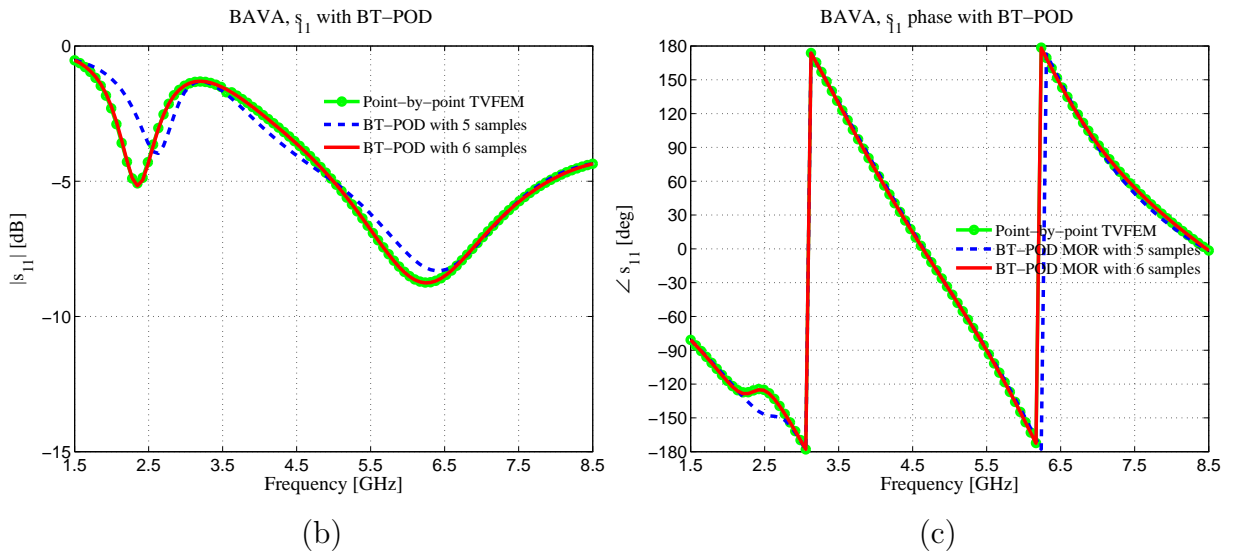 BAVA, s11 with BT−POD
0
−5
−10
−15
|s11| [dB]
1.5 2.5 3.5 4.5 5.5 6.5 7.5 8.5
Frequency [GHz]
Point−by−point TVFEM
BT−POD with 5 samples
BT−POD with 6 samples
(b)
BAVA, s11 phase with BT−POD
180
150
120
90
60
30
0
−30
−60
−90
−120
−150
−180
∠ s11 [deg]
1.5 2.5 3.5 4.5 5.5 6.5 7.5 8.5
Frequency [GHz]
Point−by−point TVFEM
BT−POD MOR with 5 samples
BT−POD MOR with 6 samples
(c)